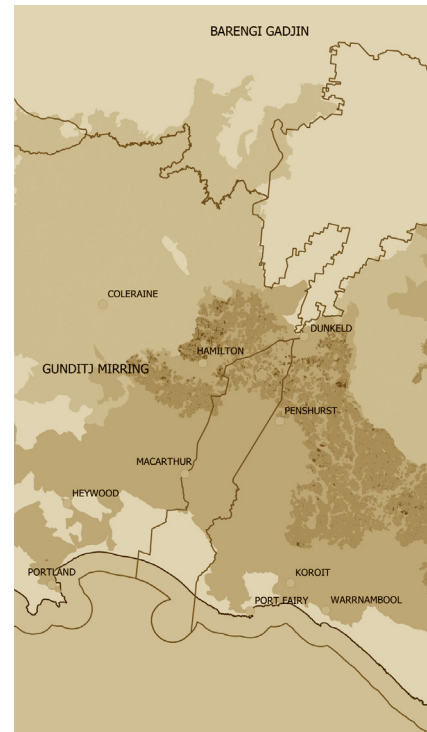 BARENGI GADJIN
COLERAINE
DUNKELD
HAMILTON
GUNDITJ MIRRING
PENSHURST
MACARTHUR
HEYWOOD
PORTLAND
KOROIT
PORT FAIRY
WARRNAMBOOL